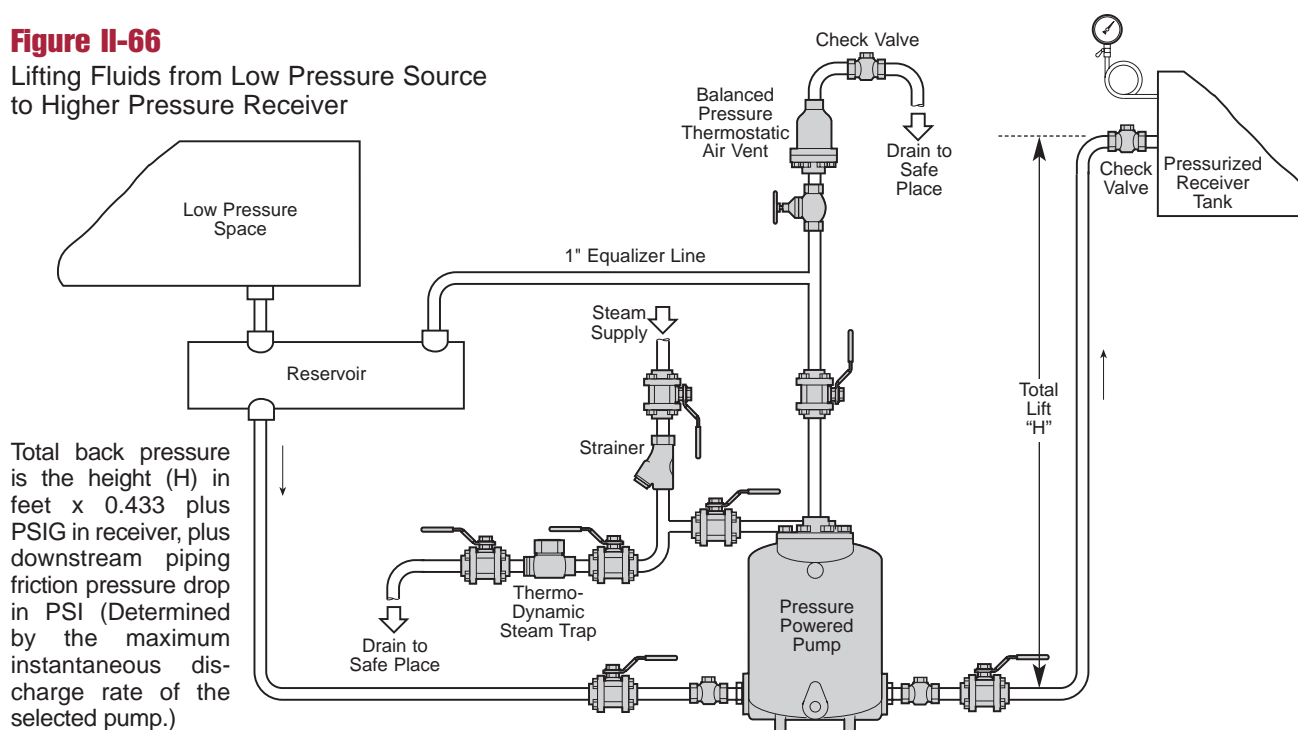 Figure II-66
Lifting Fluids from Low Pressure Source
to Higher Pressure Receiver
Check Valve
Balanced
Pressure
Thermostatic
Air Vent
Drain to
Safe
Place
Check
Valve
Pressurized
Receiver
Tank
Low Pressure
Space
1" Equalizer Line
Steam
Supply
Reservoir
Total
Lift
“H”
Strainer
Total back pressure
is the height (H) in
feet x 0.433 plus
PSIG in receiver, plus
downstream piping
friction pressure drop
in PSI (Determined
by the maximum
instantaneous dis-
charge rate of the
selected pump.)
Thermo-
Dynamic
Steam Trap
Drain to
Safe Place
Pressure
Powered
Pump